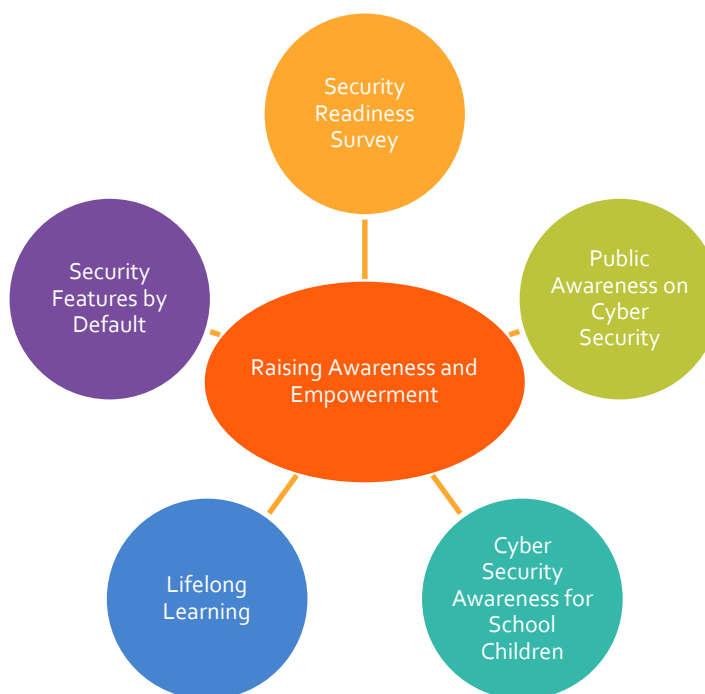 Security
Readiness
Survey
Security
Features by
Default
Public
Awareness on
Cyber
Security
Raising Awareness and
Empowerment
Lifelong
Learning
Cyber
Security
Awareness for
School
Children